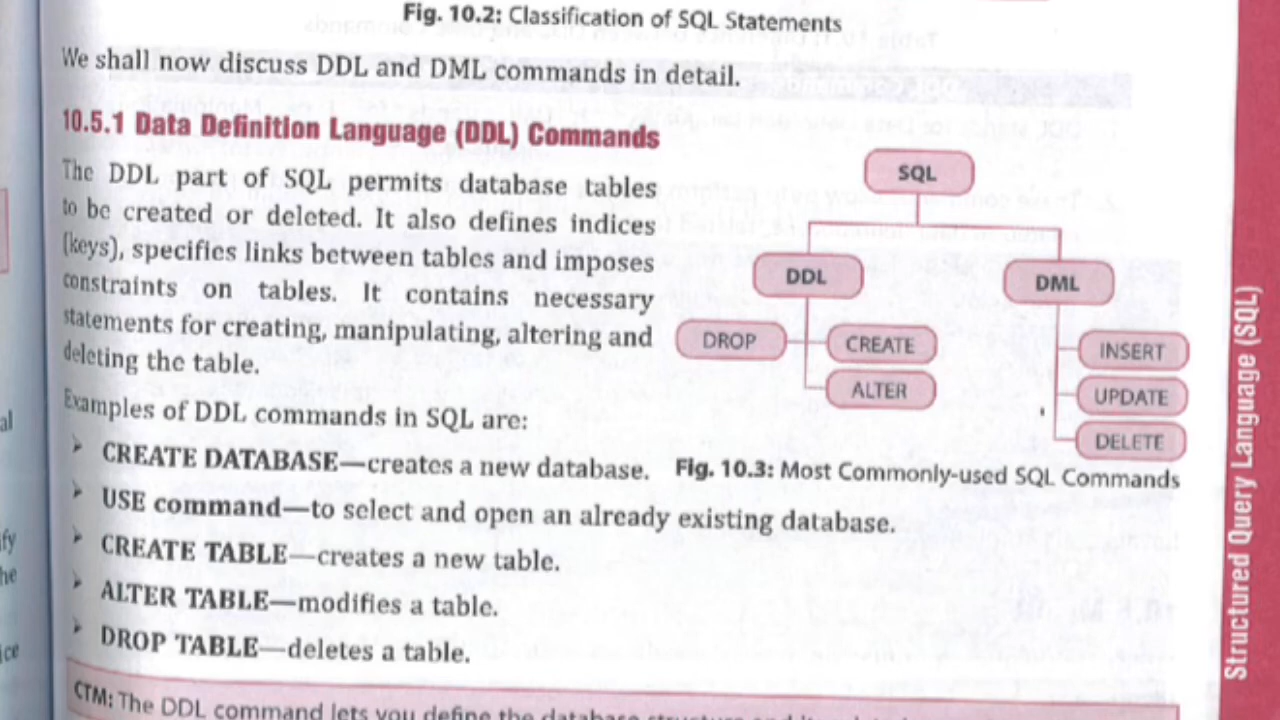 Fig. 10.2: Classification of SQL Statements
We shall now discuss DDL and DML commands in detail.
10.5.1 Data Definition Language (DDL) Commands
The DDL part of SQL permits database tables
to be created or deleted. It also defines indices
(keys), specifies links between tables and imposes
constraints on tables. It contains necessary
statements for creating, manipulating, altering and
deleting the table.
SQL
DDL
DML
DROP
CREATE
ALTER
INSERT
UPDATE
DELETE
Fig. 10.3: Most Commonly-used SQL Commands
Examples of DDL commands in SQL are:
➤ CREATE DATABASE—creates a new database.
➤ USE command—to select and open an already existing database.
➤ CREATE TABLE—creates a new table.
➤ ALTER TABLE—modifies a table.
➤ DROP TABLE—deletes a table.
CTM: The DDL command lets you define the database structure and
Structured Query Language (SQL)
al
fy
he
ice